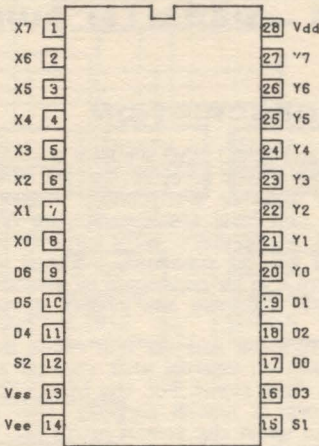 X7 1 28 Vdd
X6 2 27 Y7
X5 3 26 Y6
X4 4 25 Y5
X3 5 24 Y4
X2 6 23 Y3
X1 7 22 Y2
X0 8 21 Y1
D6 9 20 Y0
D5 10 19 D1
D4 11 18 D2
S2 12 17 D0
Vss 13 16 D3
Vee 14 15 S1